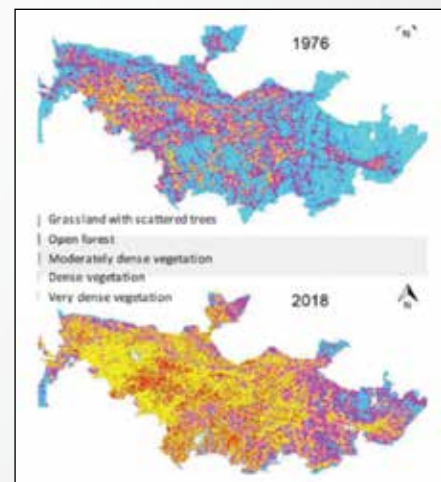 1976
N
Grassland with scattered trees
Open forest
Moderately dense vegetation
Dense vegetation
Very dense vegetation
2018
N